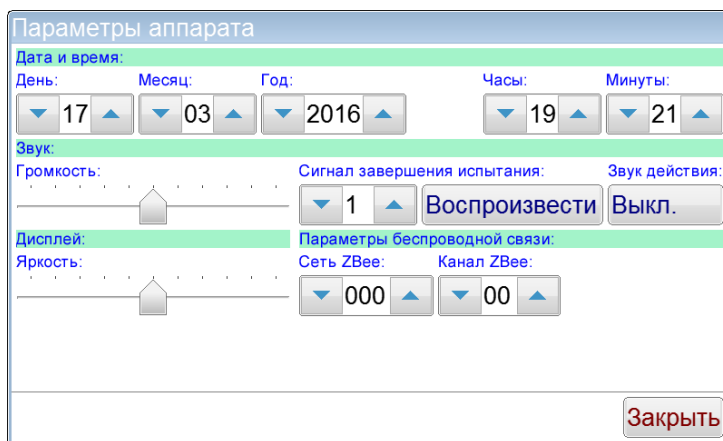 Параметры аппарата
Дата и время:
День: Месяц: Год: Часы: Минуты:
17 03 2016 19 21
Звук:
Громкость: Сигнал завершения испытания: Звук действия:
1 Воспроизвести Выкл.
Дисплей: Параметры беспроводной связи:
Яркость: Сеть ZBee: Канал ZBee:
000 00
Закрыть